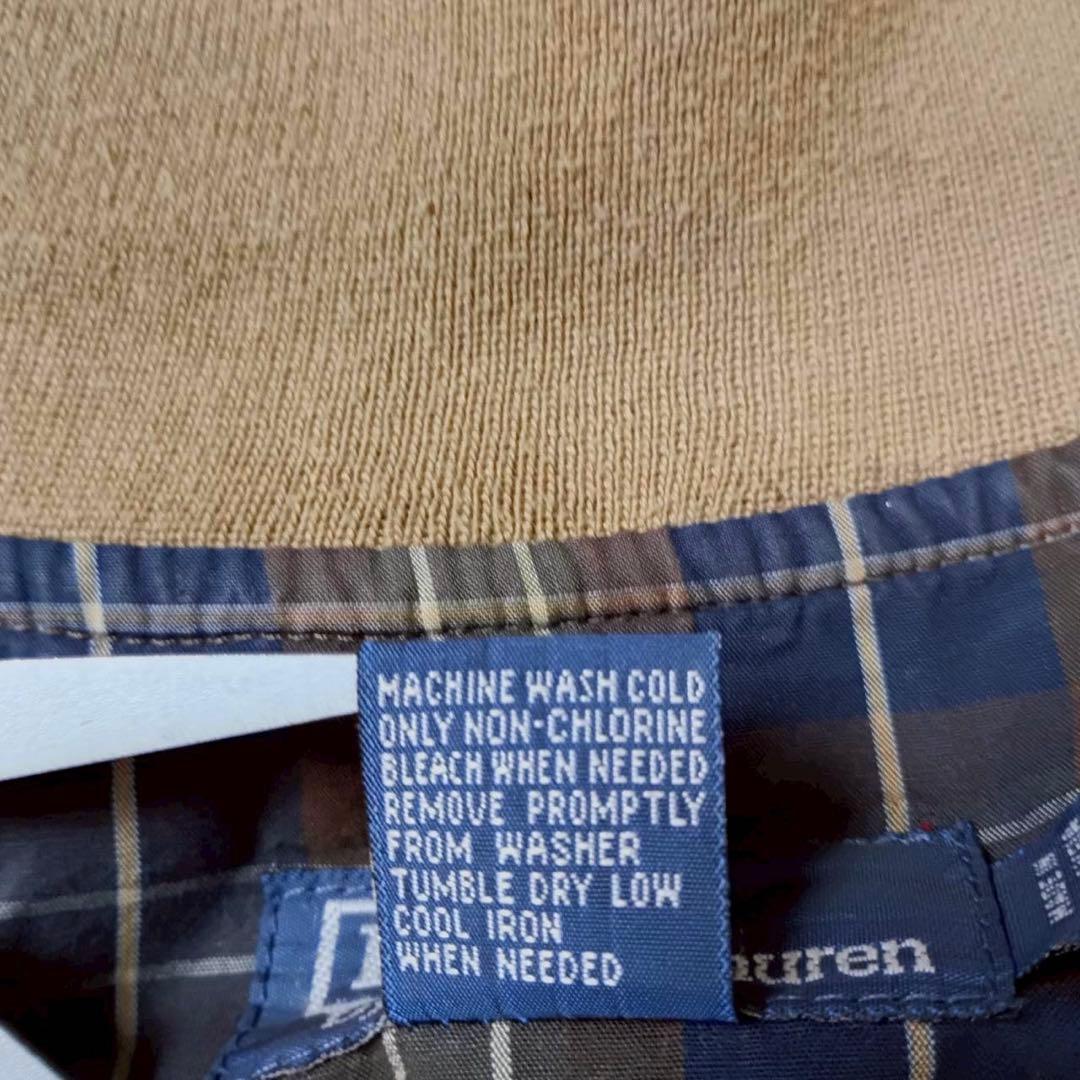 MACHINE WASH COLD
ONLY NON-CHLORINE
BLEACH WHEN NEEDED
REMOVE PROMPTLY
FROM WASHER
TUMBLE DRY LOW
COOL IRON
WHEN NEEDED
uren